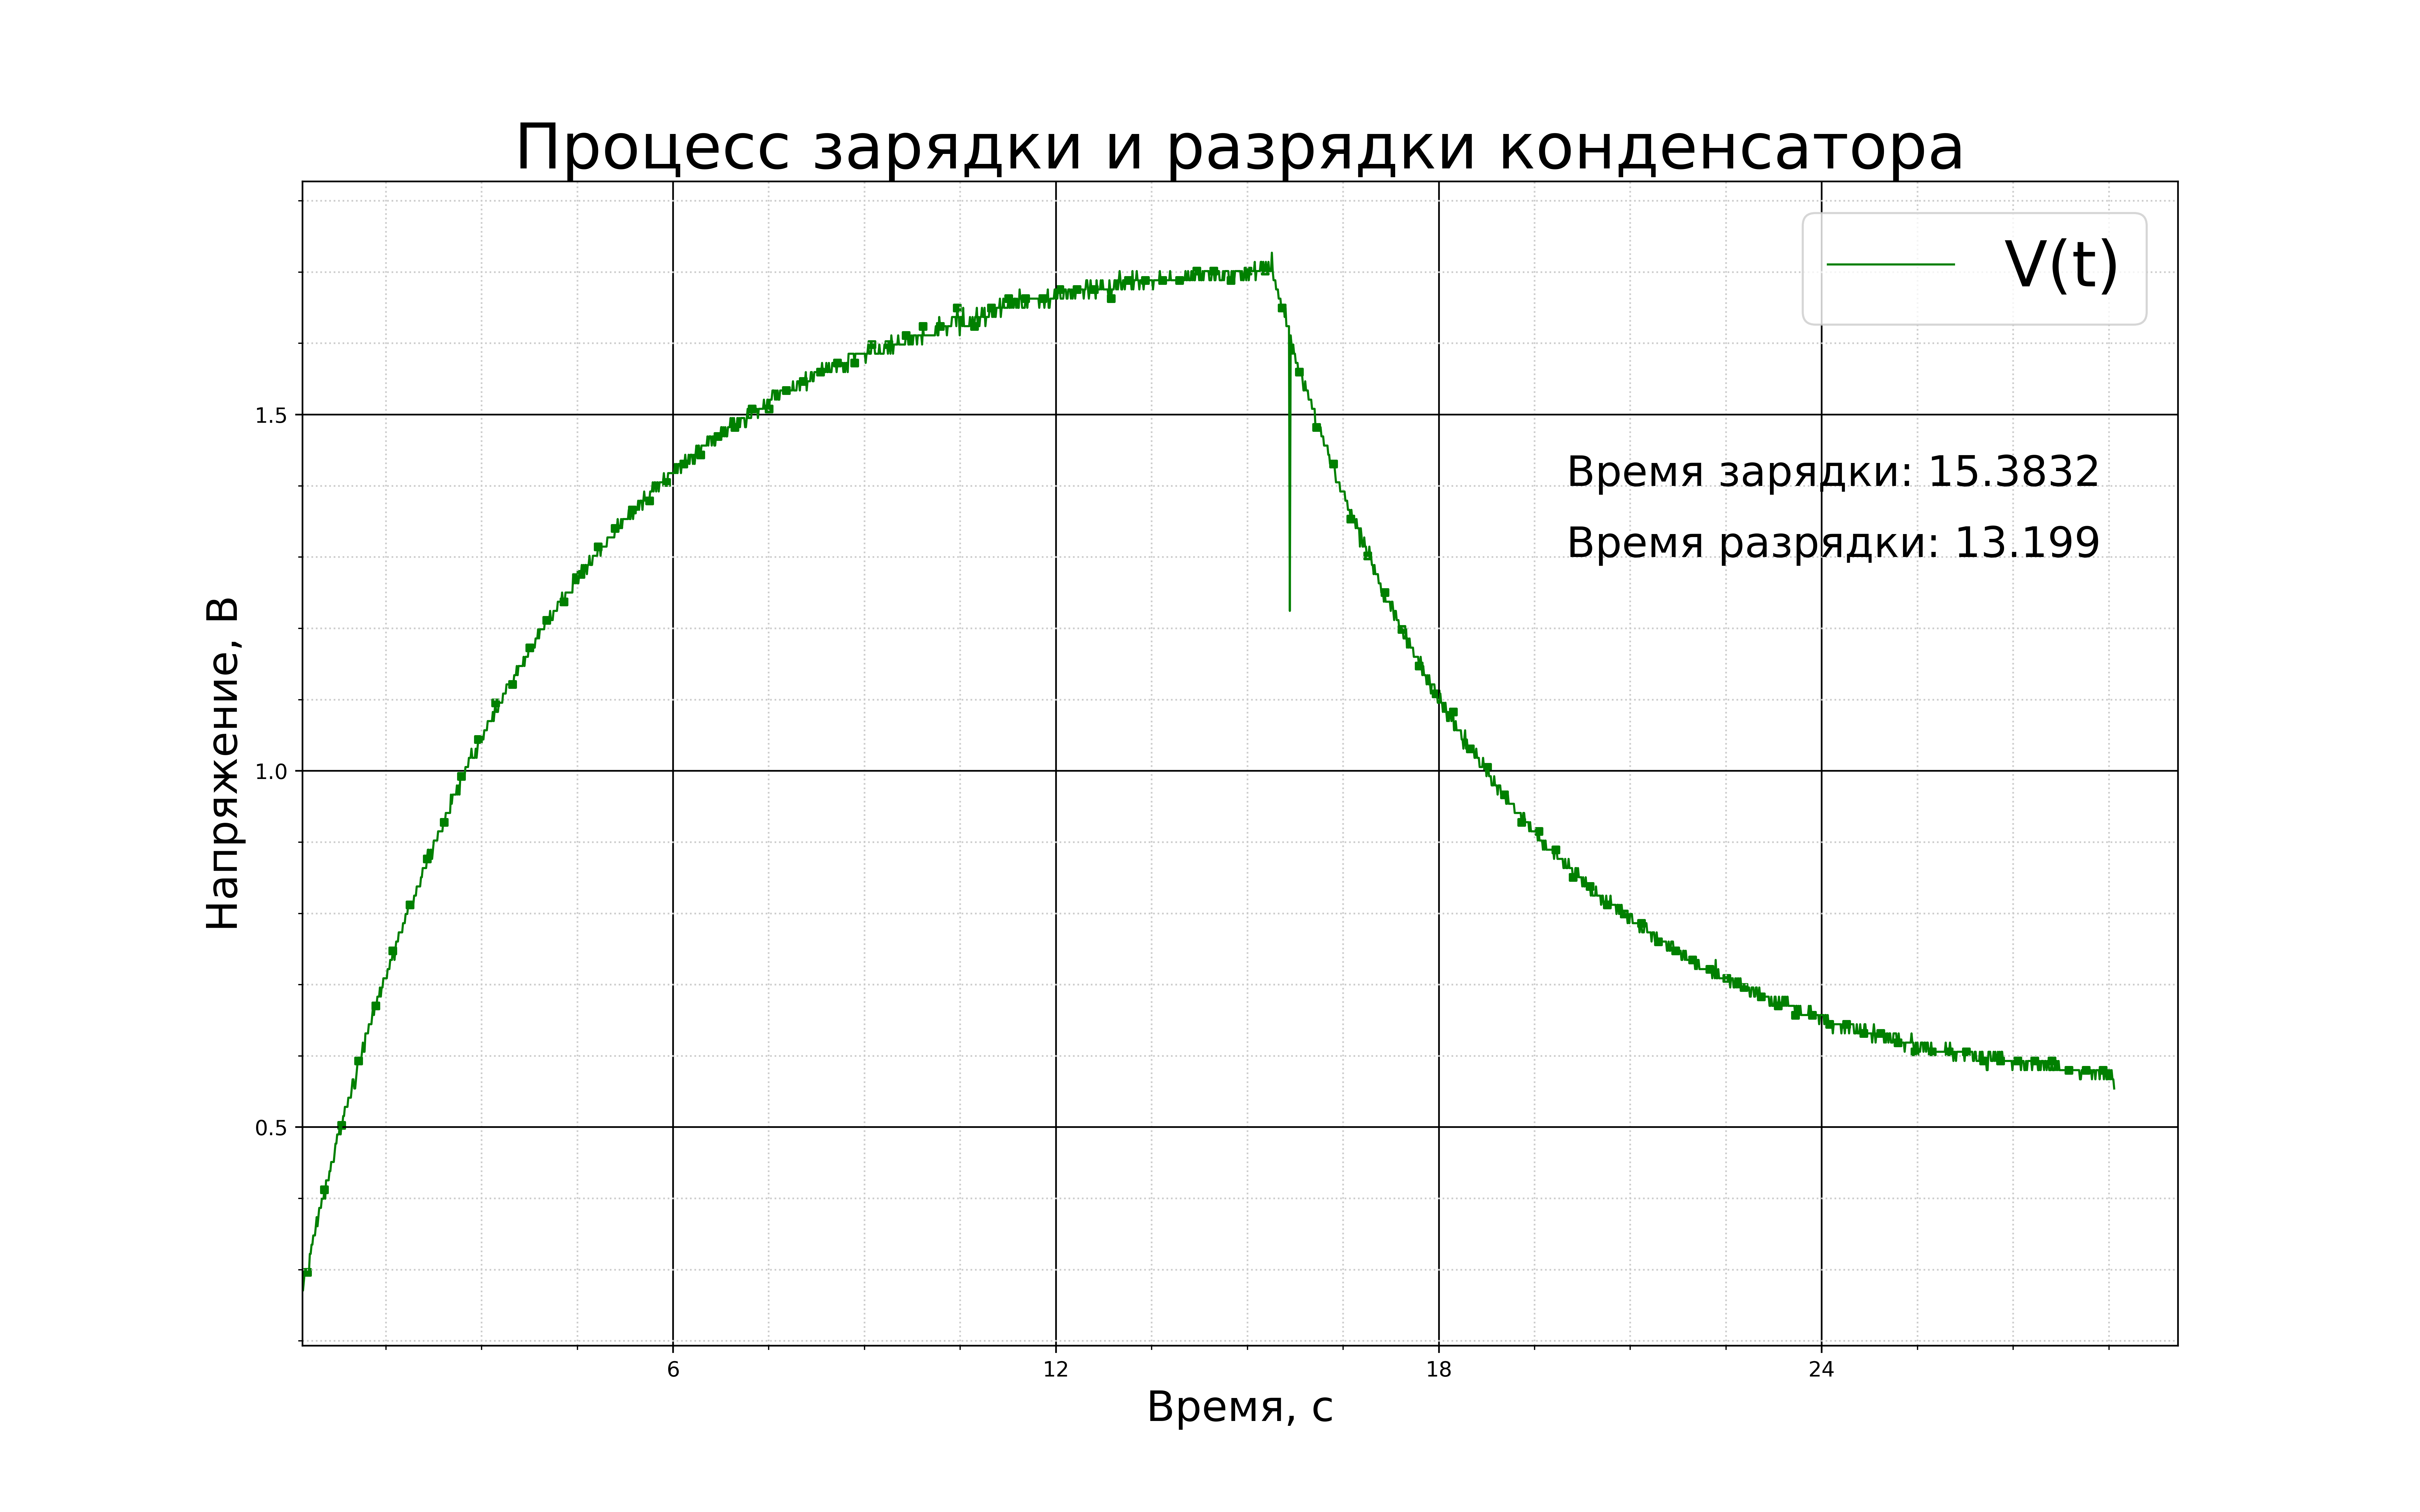 Процесс зарядки и разрядки конденсатора
V(t)
1.5
Время зарядки: 15.3832
Время разрядки: 13.199
Напряжение, В
1.0
0.5
6 12 18 24
Время, с